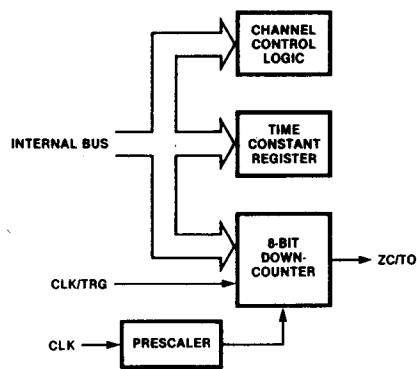 CHANNEL
CONTROL
LOGIC
INTERNAL BUS
TIME
CONSTANT
REGISTER
8-BIT
DOWN-
COUNTER
ZC/TO
CLK/TRG
CLK
PRESCALER